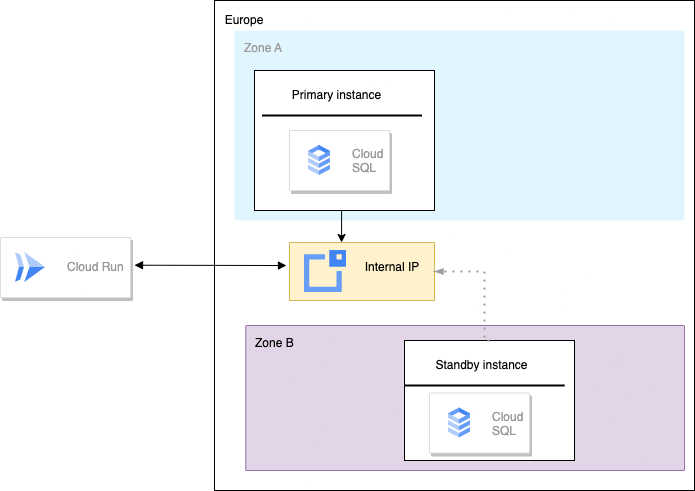 Europe
Zone A
Primary instance
Cloud
SQL
Cloud Run
Internal IP
Zone B
Standby instance
Cloud
SQL